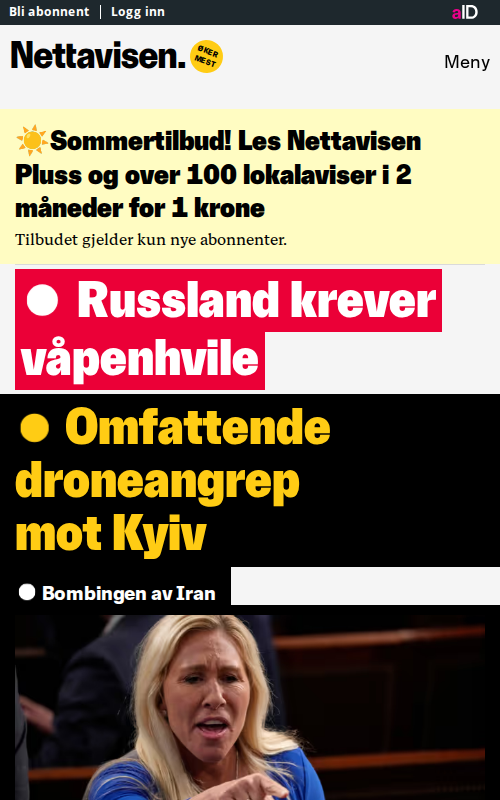 Bli abonnent | Logg inn
aID
Nettavisen.
ØKER
MEST
Meny
Sommertilbud! Les Nettavisen
Pluss og over 100 lokalaviser i 2
måneder for 1 krone
Tilbudet gjelder kun nye abonnenter.
Russland krever
våpenhvile
Omfattende
droneangrep
mot Kyiv
Bombingen av Iran